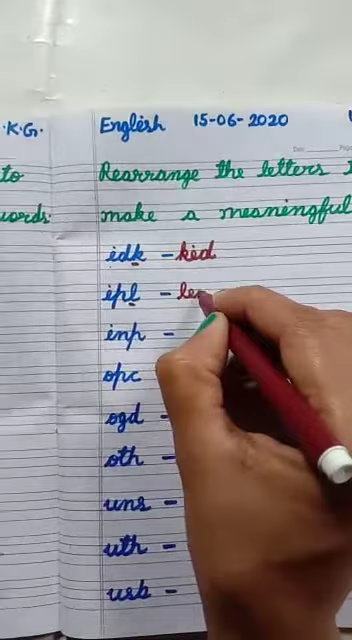 .K.G. English 15-06-2020
to Rearrange the letters
words. make a meaningful
idk - kid
ipl - le
inp -
opc
ogd -
oth -
uns -
uth -
usb -